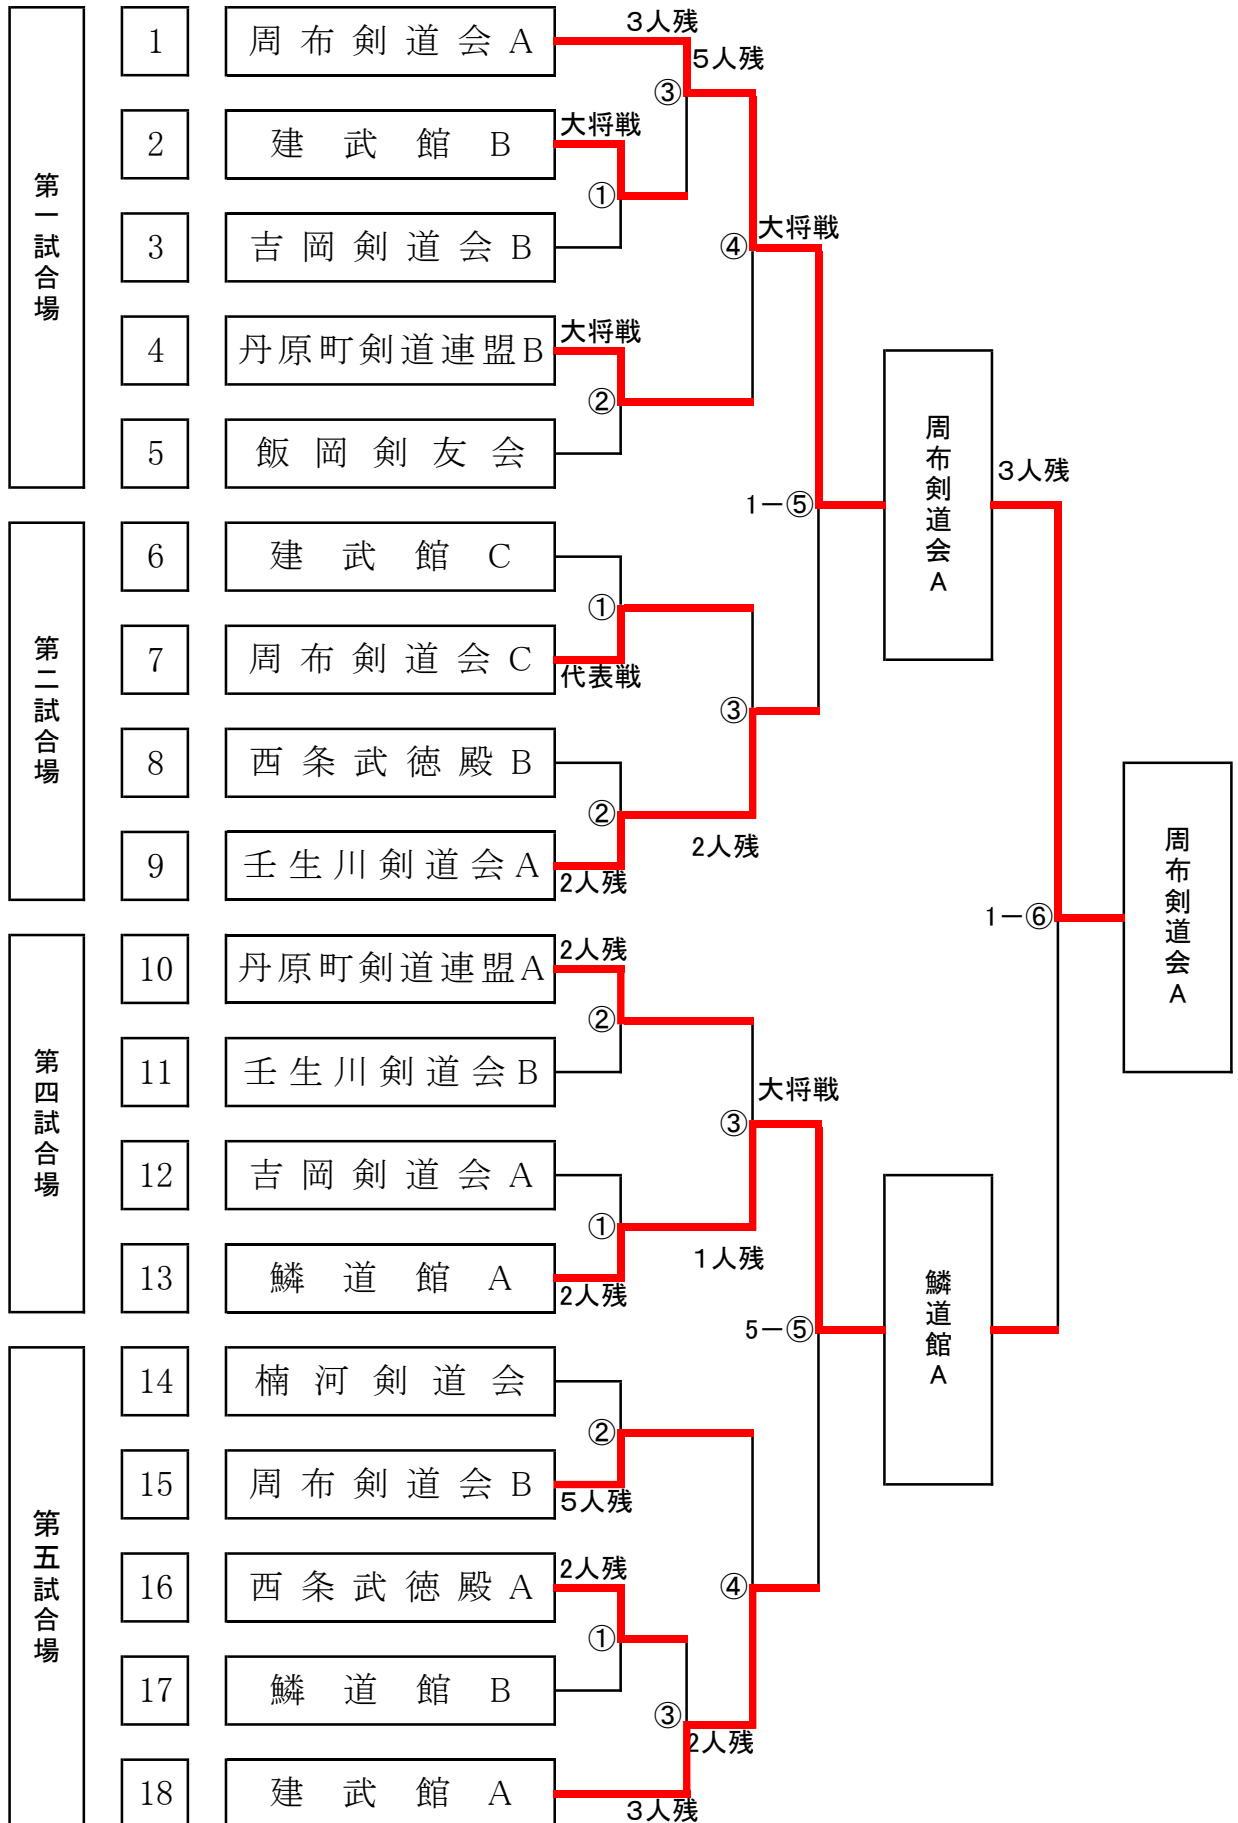 第一試合場
1 周布剣道会A 3人残
5人残
③
2 建武館B 大将戦
①
3 吉岡剣道会B
④ 大将戦
4 丹原町剣道連盟B 大将戦
②
5 飯岡剣友会
1－⑤
周布剣道会A
3人残
第二試合場
6 建武館C
①
7 周布剣道会C 代表戦
③
8 西条武徳殿B
②
2人残
9 壬生川剣道会A 2人残
1－⑥
周布剣道会A
第四試合場
10 丹原町剣道連盟A 2人残
②
11 壬生川剣道会B
大将戦
③
12 吉岡剣道会A
①
1人残
13 鱗道館A 2人残
5－⑤
鱗道館A
第五試合場
14 楠河剣道会
②
15 周布剣道会B 5人残
16 西条武徳殿A 2人残
④
①
17 鱗道館B
③
2人残
18 建武館A 3人残